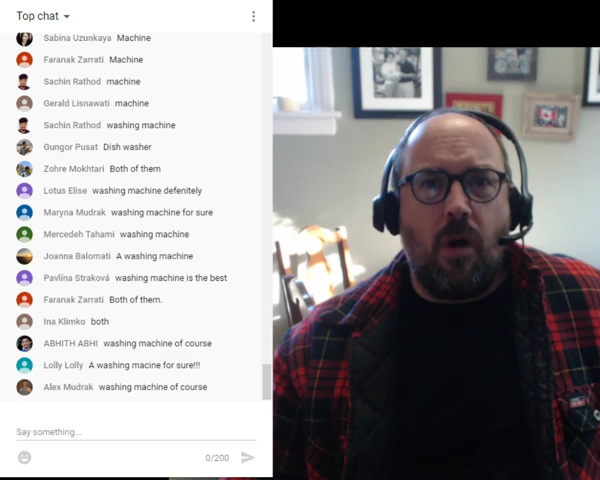 Top chat
Sabina Uzunkaya Machine
Faranak Zarrati Machine
Sachin Rathod machine
Gerald Lisnawati machine
Sachin Rathod washing machine
Gungor Pusat Dish washer
Zohre Mokhtari Both of them
Lotus Elise washing machine defenitely
Maryna Mudrak washing machine for sure
Mercedeh Tahami washing machine
Joanna Balomati A washing machine
Pavlína Straková washing machine is the best
Faranak Zarrati Both of them.
Ina Klimko both
ABHITH ABHI washing machine of course
Lolly Lolly A washing macine for sure!!!
Alex Mudrak washing machine of course
Say something...
0/200